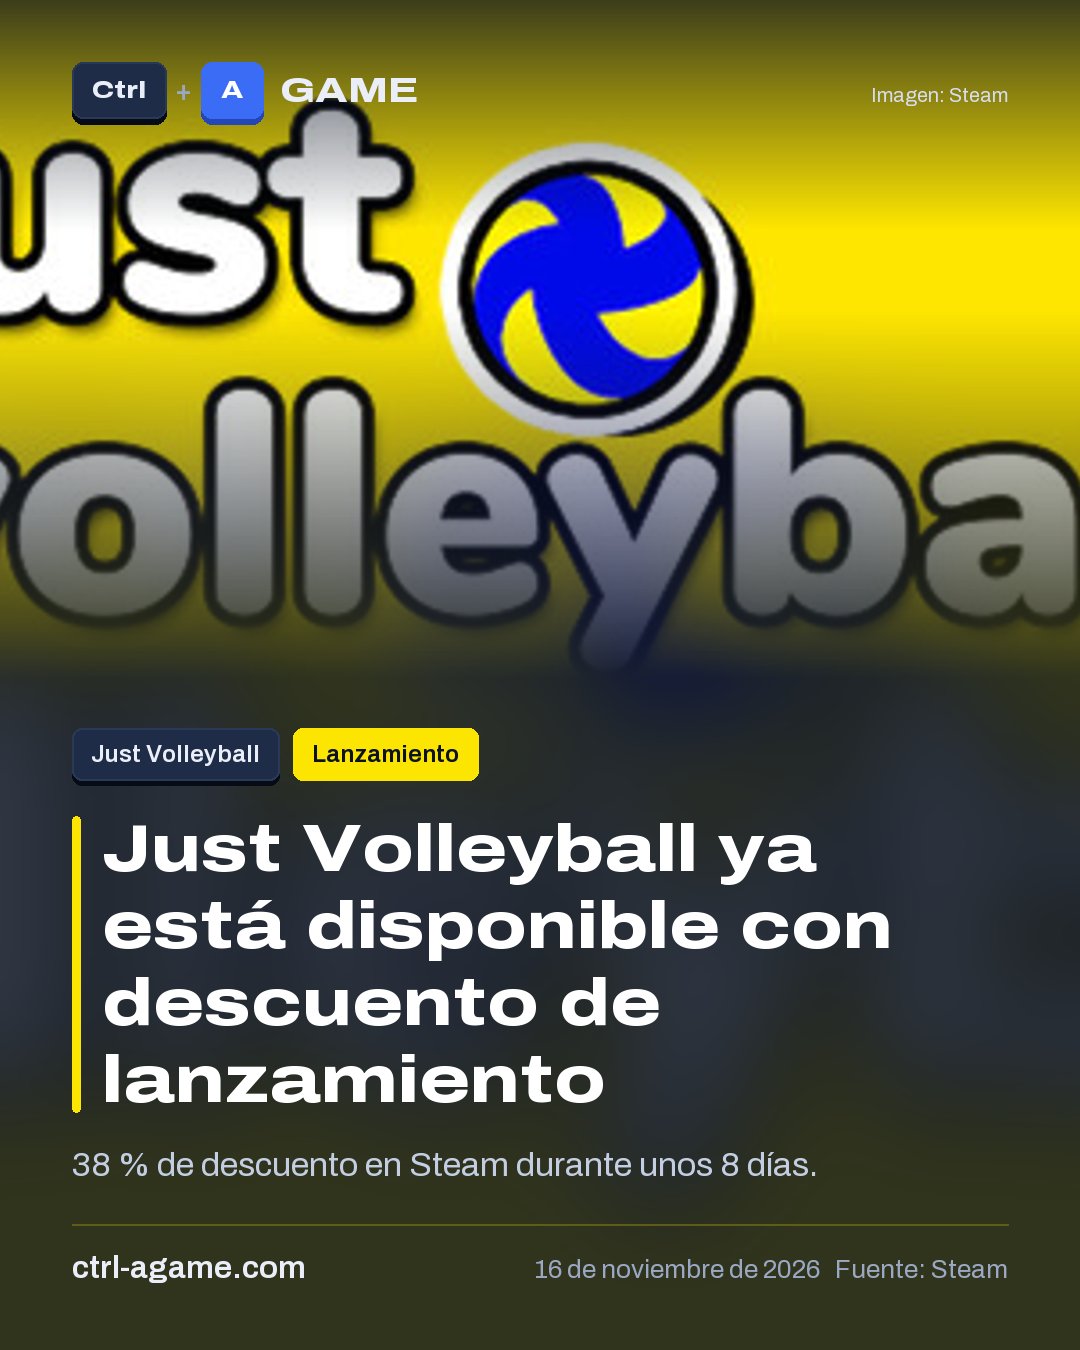 Ctrl + A GAME
Imagen: Steam
ust
olleyba
Just Volleyball
Lanzamiento
Just Volleyball ya
está disponible con
descuento de
lanzamiento
38 % de descuento en Steam durante unos 8 días.
ctrl-agame.com
16 de noviembre de 2026 Fuente: Steam